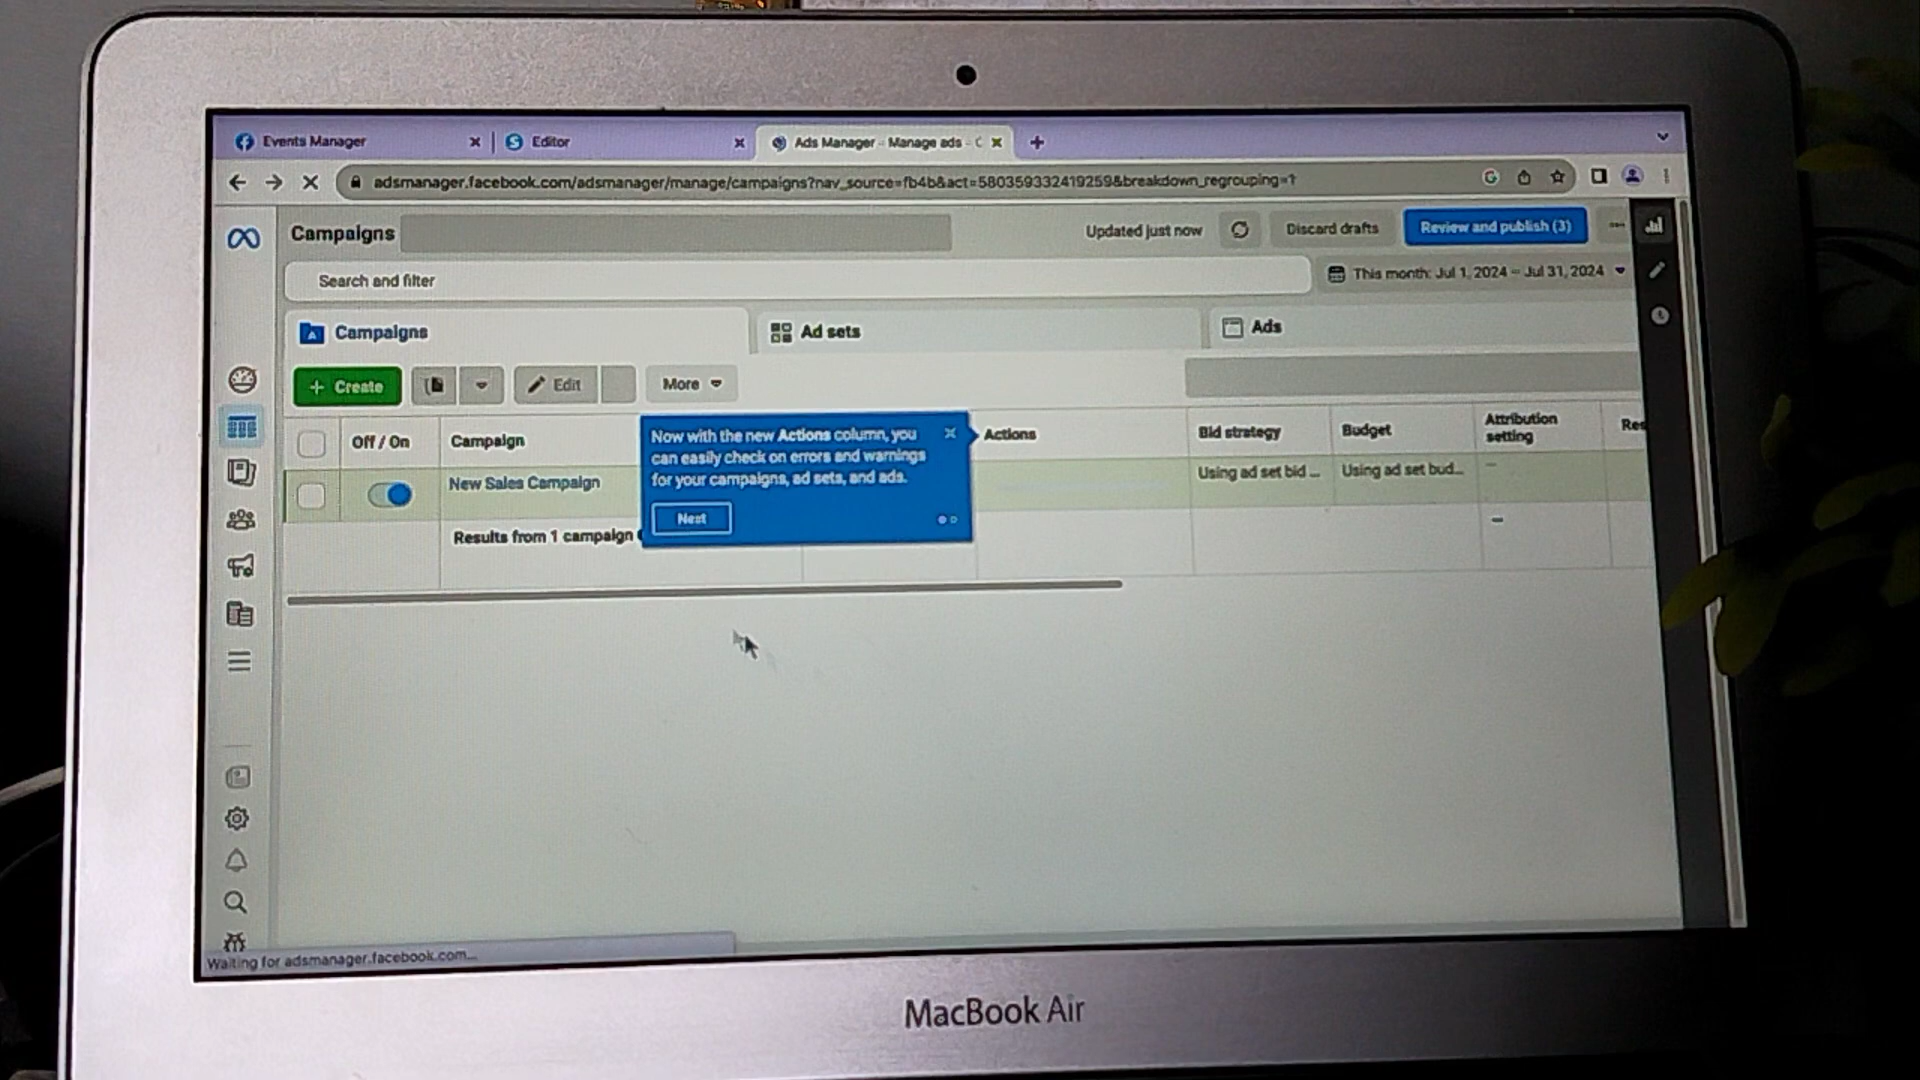 Events Manager
Editor
Ads Manager - Manage ads - C
adsmanager.facebook.com/adsmanager/manage/campaigns?nav_source=fb4b&act=580359332419259&breakdown_regrouping=1
Campaigns
Updated just now
Discard drafts
Review and publish (3)
Search and filter
This month: Jul 1, 2024 – Jul 31, 2024
Campaigns
Ad sets
Ads
+ Create
Edit
More
Off / On
Campaign
Actions
Bid strategy
Budget
Attribution
setting
Res
Now with the new Actions column, you
can easily check on errors and warnings
for your campaigns, ad sets, and ads.
Next
New Sales Campaign
Using ad set bid ...
Using ad set bud...
—
Results from 1 campaign
—
Waiting for adsmanager.facebook.com...
MacBook Air